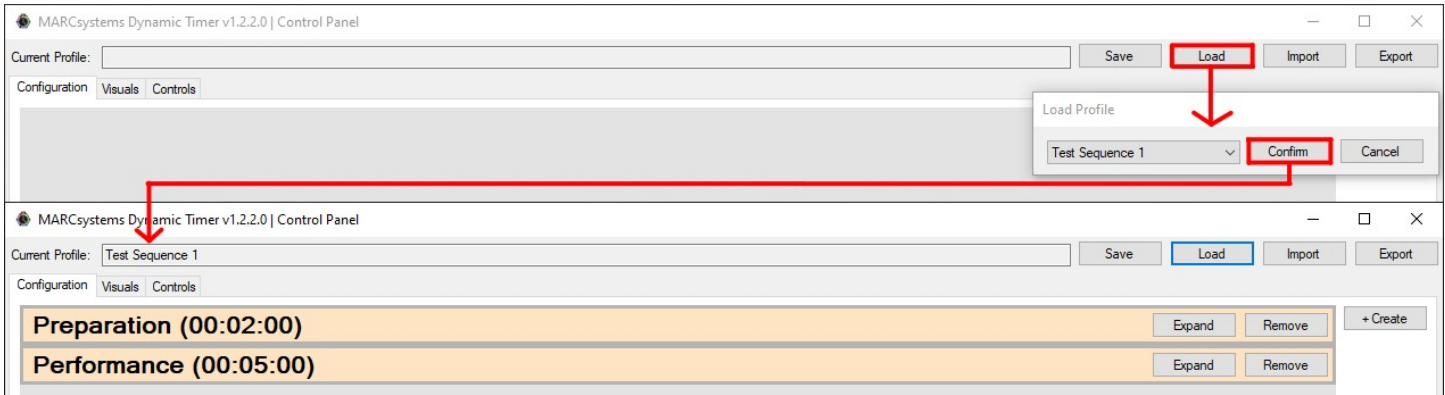 MARCsystems Dynamic Timer v1.2.2.0 | Control Panel
Current Profile: Save Load Import Export
Configuration Visuals Controls
Load Profile
Test Sequence 1 Confirm Cancel
MARCsystems Dynamic Timer v1.2.2.0 | Control Panel
Current Profile: Test Sequence 1 Save Load Import Export
Configuration Visuals Controls
Preparation (00:02:00) Expand Remove + Create
Performance (00:05:00) Expand Remove